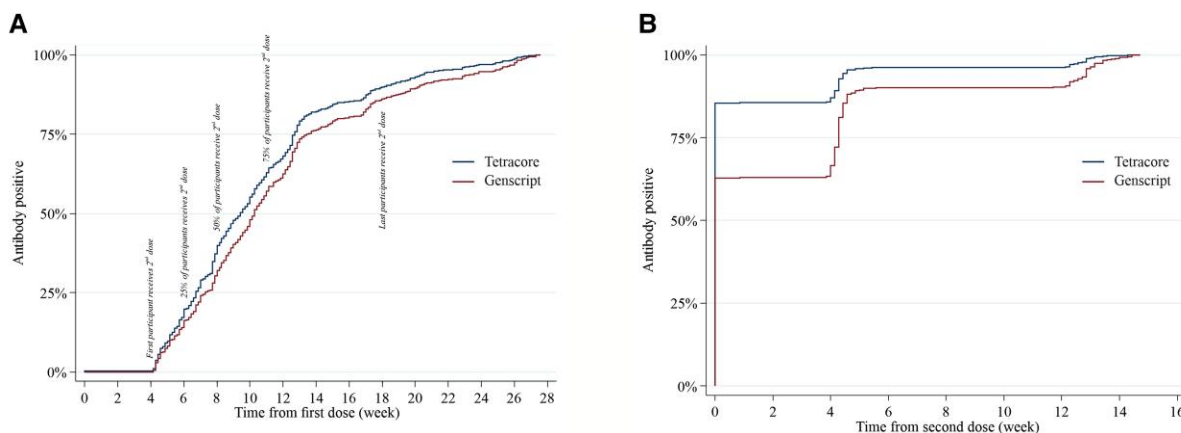 A
Antibody positive
100%
75%
50%
25%
0%
First participant receives 2nd dose
25% of participants receives 2nd dose
50% of participants receive 2nd dose
75% of participants receive 2nd dose
Last participants receive 2nd dose
Tetracore
Genscript
0 2 4 6 8 10 12 14 16 18 20 22 24 26 28
Time from first dose (week)
B
Antibody positive
100%
75%
50%
25%
0%
Tetracore
Genscript
0 2 4 6 8 10 12 14 16
Time from second dose (week)